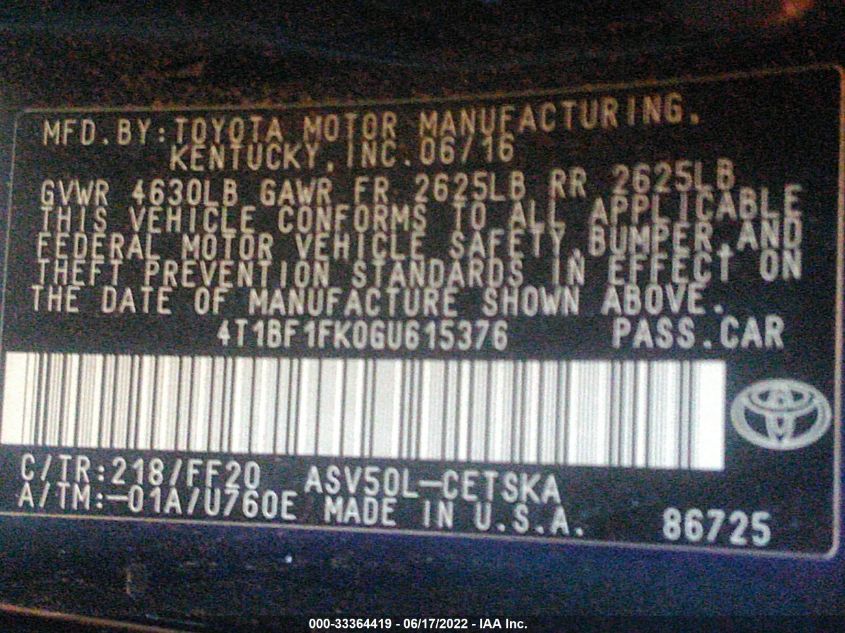 MFD.BY:TOYOTA MOTOR MANUFACTURING,
KENTUCKY,INC.06/16
GVWR 4630LB GAWR FR 2625LB RR 2625LB
THIS VEHICLE CONFORMS TO ALL APPLICABLE
FEDERAL MOTOR VEHICLE SAFETY,BUMPER,AND
THEFT PREVENTION STANDARDS IN EFFECT ON
THE DATE OF MANUFACTURE SHOWN ABOVE.
4T1BF1FK0GU615376 PASS.CAR
C/TR:218/FF20 ASV50L-CETSKA
A/TM:-01A/U760E MADE IN U.S.A. 86725
000-33364419 - 06/17/2022 - IAA Inc.